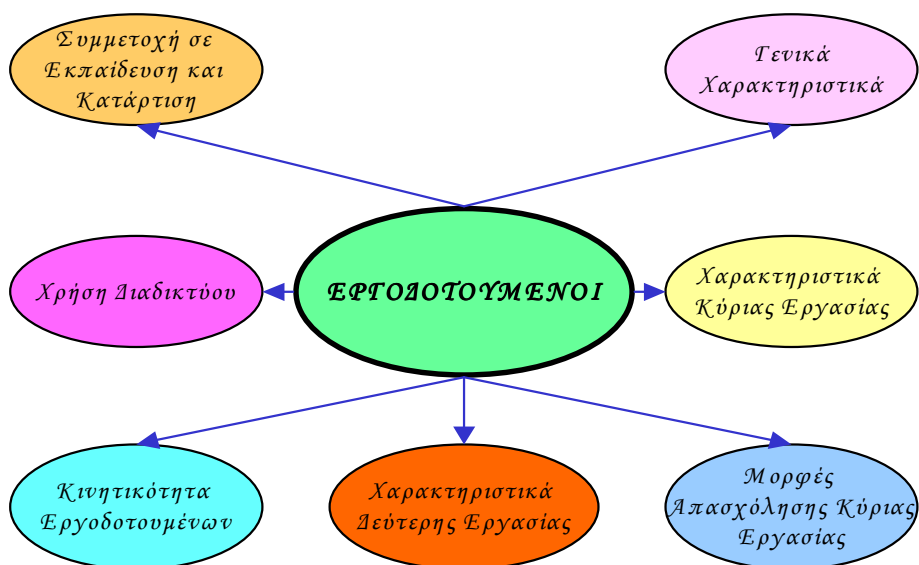 Συμμετοχή σε
Εκπαίδευση και
Κατάρτιση
Γενικά
Χαρακτηριστικά
Χρήση Διαδικτύου
ΕΡΓΟΔΟΤΟΥΜΕΝΟΙ
Χαρακτηριστικά
Κύριας Εργασίας
Κινητικότητα
Εργοδοτουμένων
Χαρακτηριστικά
Δεύτερης Εργασίας
Μορφές
Απασχόλησης Κύριας
Εργασίας